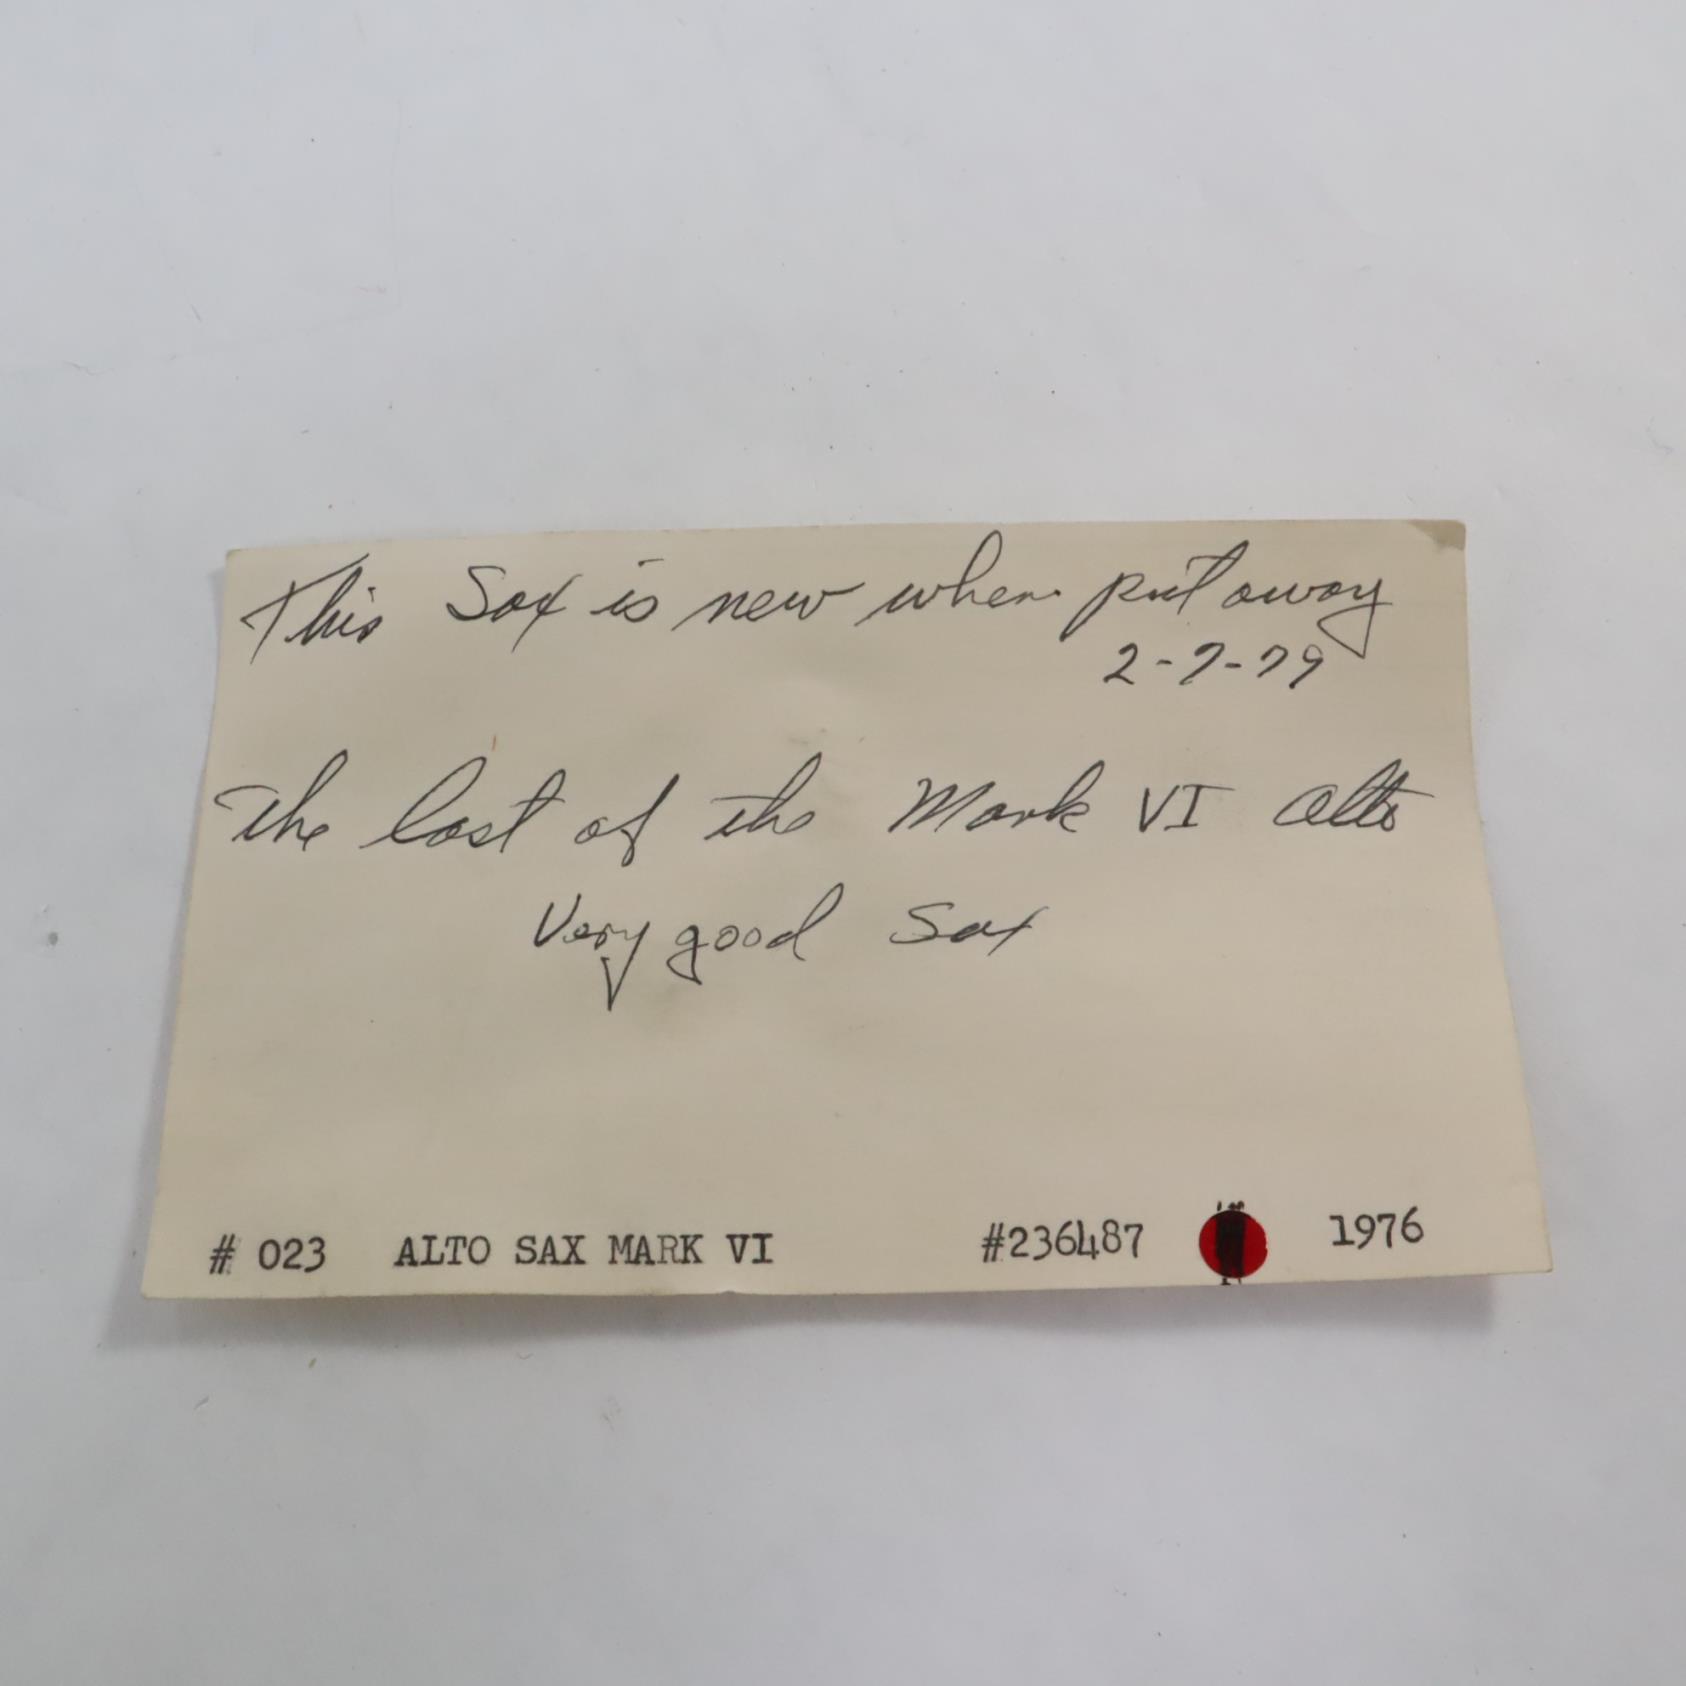 This Sax is new when put away
2-7-79
The last of the Mark VI Alto
Very good Sax
# 023 ALTO SAX MARK VI #236487 1976